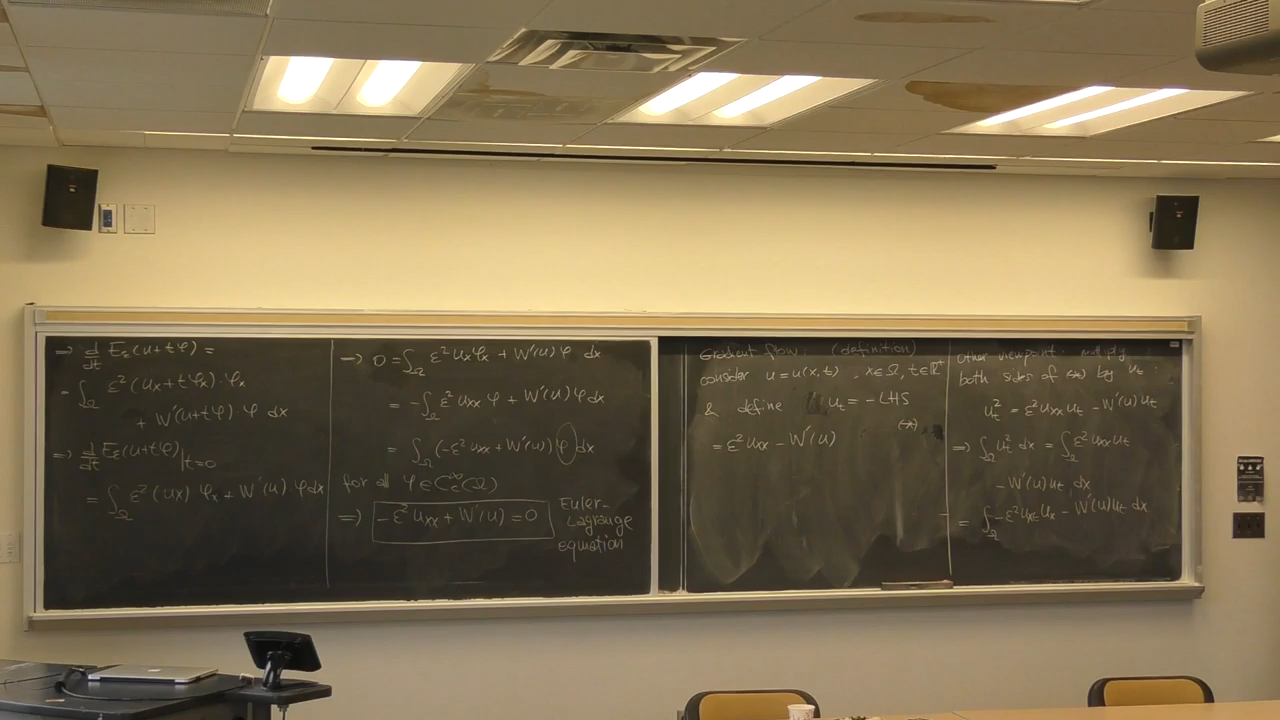 ⇒ d/dt E_ε(u+tφ) =
= ∫_Ω ε²(u_x+tφ_x)·φ_x
+ W'(u+tφ)·φ dx
⇒ d/dt E_ε(u+tφ)|t=0
= ∫_Ω ε²(u_x) φ_x + W'(u)·φ dx
⇒ 0 = ∫_Ω ε² u_x φ_x + W'(u) φ dx
= -∫_Ω ε² u_xx φ + W'(u) φ dx
= ∫_Ω (-ε² u_xx + W'(u)) φ dx
for all φ ∈ C_c^∞(Ω)
⇒ -ε² u_xx + W'(u) = 0
Euler-
Lagrange
equation
Gradient flow: (definition)
consider u = u(x,t), x∈Ω, t∈ℝ⁺
& define u_t = -LHS
(*)
= ε² u_xx - W'(u)
Other viewpoint: multiply
both sides of (*) by u_t:
u_t² = ε² u_xx u_t - W'(u) u_t
⇒ ∫_Ω u_t² dx = ∫_Ω ε² u_xx u_t
- W'(u) u_t dx
= ∫_Ω -ε² u_xt u_x - W'(u) u_t dx